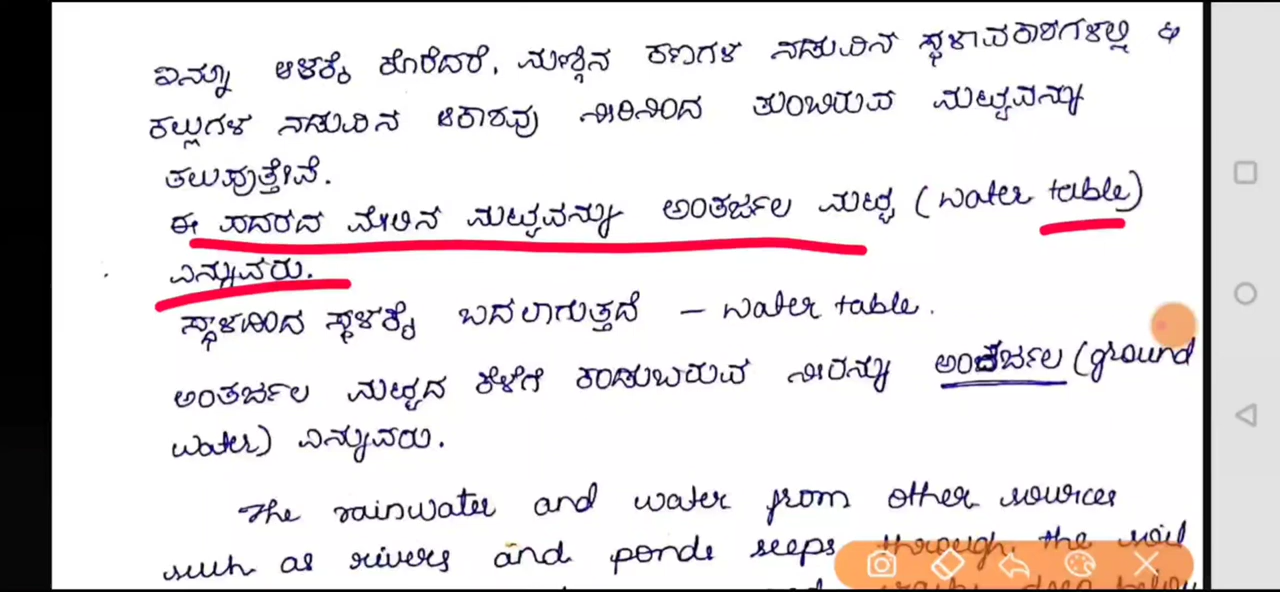 ಇನ್ನೂ ಆಳಕ್ಕೆ ಕೊರೆದರೆ, ಮಣ್ಣಿನ ಕಣಗಳ ನಡುವಿನ ಸ್ಥಳಾವಕಾಶಗಳಲ್ಲಿ &
ಕಲ್ಲುಗಳ ನಡುವಿನ ಆಕಾಶವು ನೀರಿನಿಂದ ತುಂಬಿರುವ ಮಟ್ಟವನ್ನು
ತಲುಪುತ್ತೇವೆ.
ಈ ಪದರದ ಮೇಲಿನ ಮಟ್ಟವನ್ನು ಅಂತರ್ಜಲ ಮಟ್ಟ (water table)
ಎನ್ನುವರು.
ಸ್ಥಳದಿಂದ ಸ್ಥಳಕ್ಕೆ ಬದಲಾಗುತ್ತದೆ – water table.
ಅಂತರ್ಜಲ ಮಟ್ಟದ ಕೆಳಗೆ ಕಂಡುಬರುವ ನೀರನ್ನು ಅಂತರ್ಜಲ (ground
water) ಎನ್ನುವರು.
The rainwater and water from other sources
such as rivers and ponds seeps through the soil